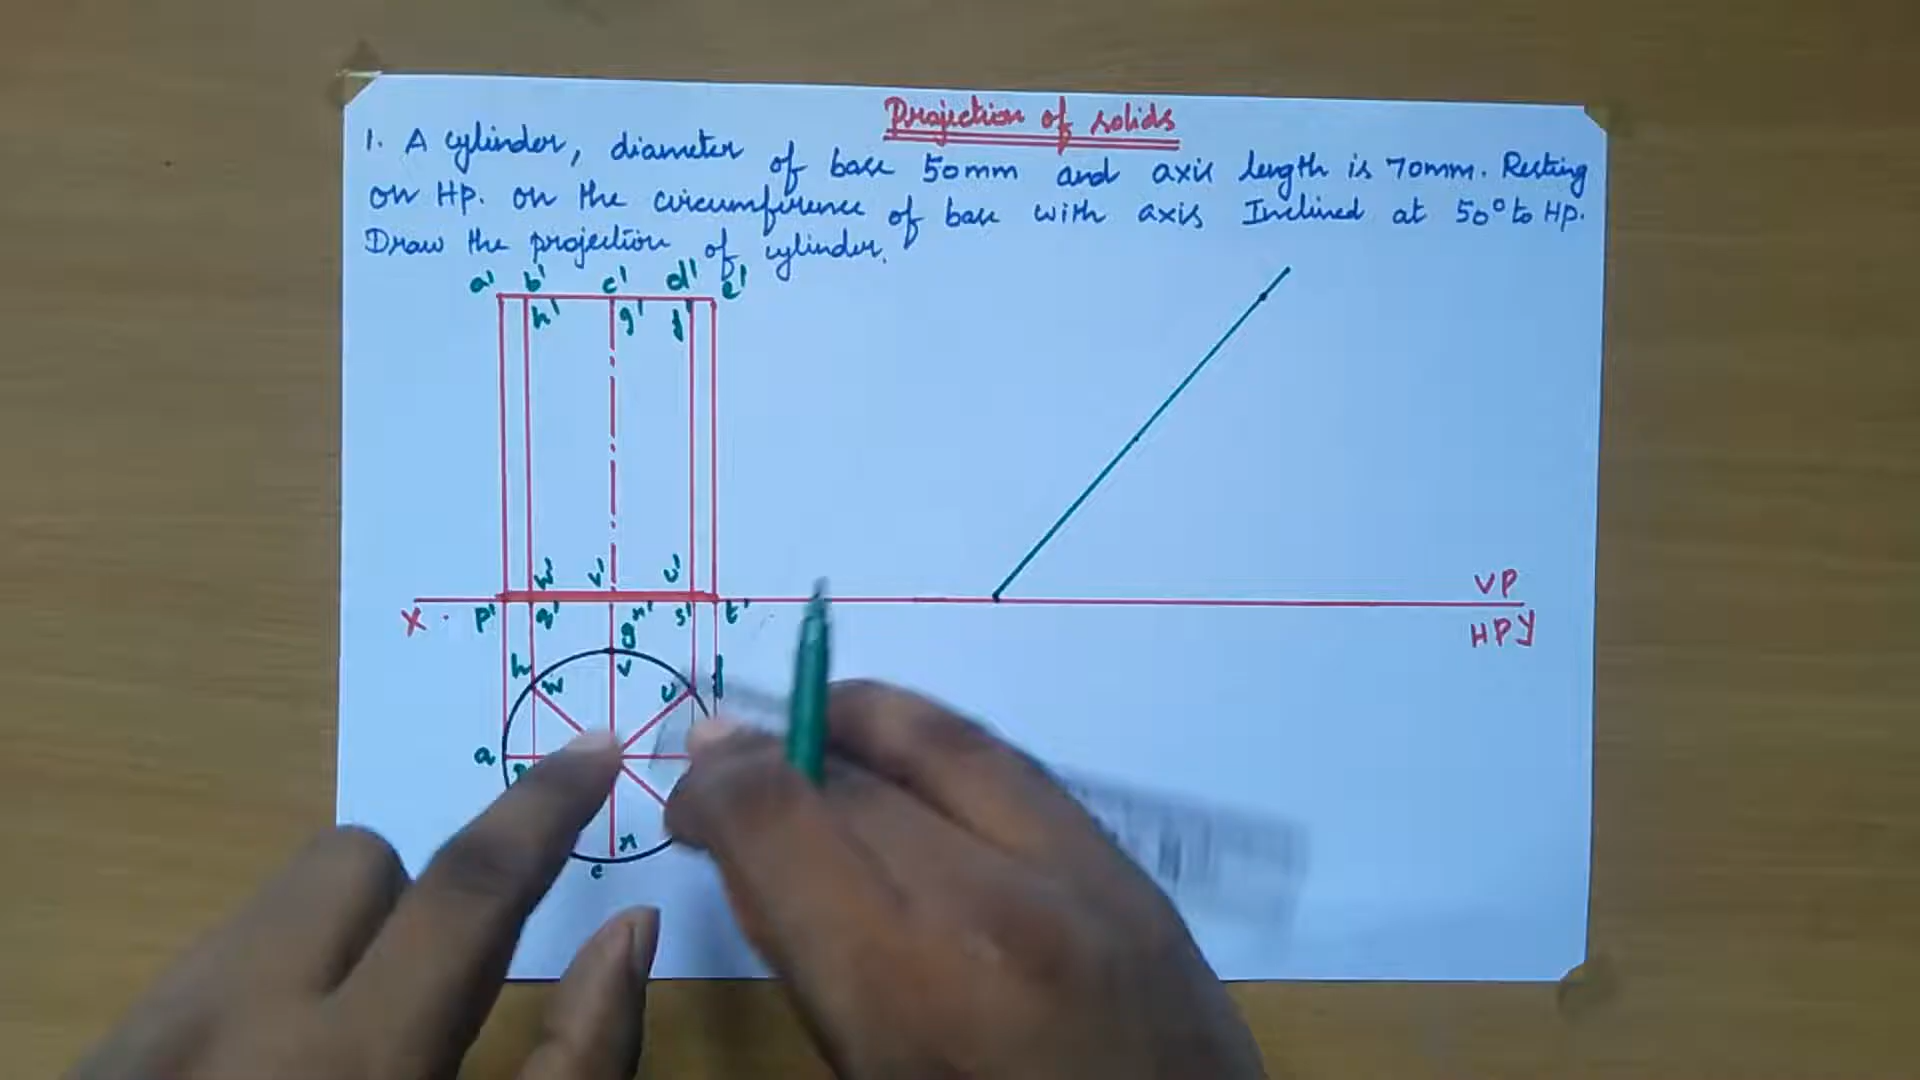 Projection of solids
1. A cylinder, diameter of base 50mm and axis length is 70mm. Resting
on HP. on the circumference of base with axis Inclined at 50° to HP.
Draw the projection of cylinder.
a' b' c' d' e'
h' g' f'
w' v' u'
VP
X p' q' r' s' t'
HP Y
g
h w v u f
a p
r
c